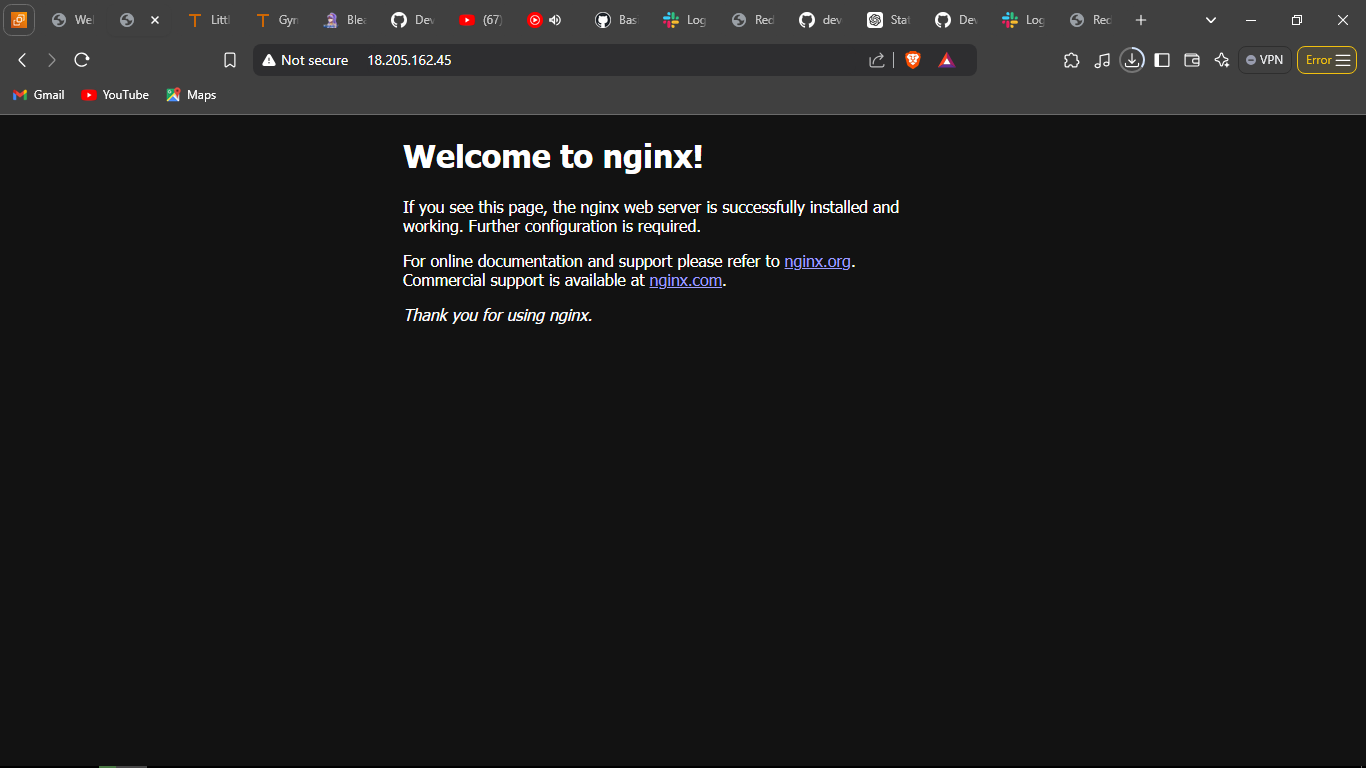 Wel
Littl
Gyn
Blea
Dev
(67)
Bas
Log
Red
dev
Stat
Dev
Log
Red
Not secure 18.205.162.45
VPN
Error
Gmail YouTube Maps
Welcome to nginx!
If you see this page, the nginx web server is successfully installed and
working. Further configuration is required.
For online documentation and support please refer to nginx.org.
Commercial support is available at nginx.com.
Thank you for using nginx.